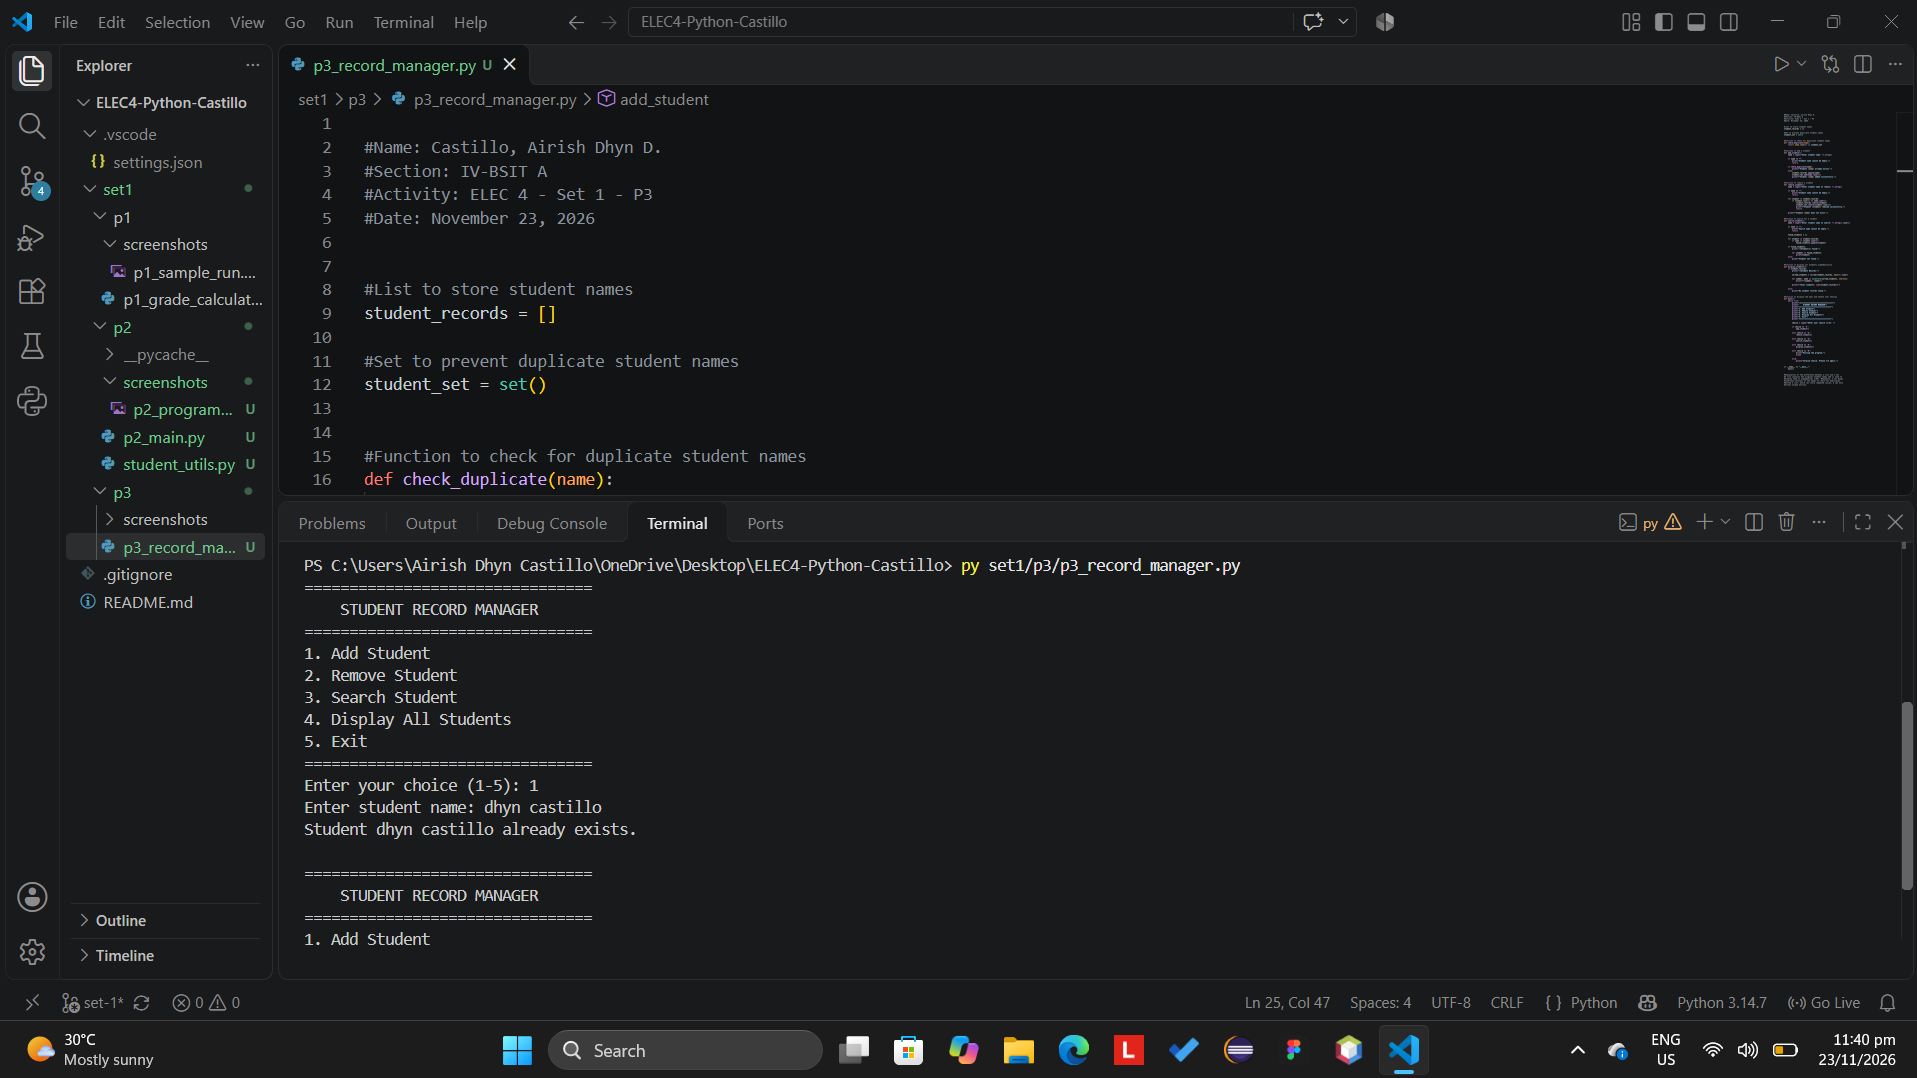 File Edit Selection View Go Run Terminal Help
ELEC4-Python-Castillo
Explorer
ELEC4-Python-Castillo
.vscode
{} settings.json
set1
p1
screenshots
p1_sample_run....
p1_grade_calculat...
p2
__pycache__
screenshots
p2_program... U
p2_main.py U
student_utils.py U
p3
screenshots
p3_record_ma... U
.gitignore
README.md
Outline
Timeline
4
p3_record_manager.py U
set1 > p3 > p3_record_manager.py > add_student
1
2 #Name: Castillo, Airish Dhyn D.
3 #Section: IV-BSIT A
4 #Activity: ELEC 4 - Set 1 - P3
5 #Date: November 23, 2026
6
7
8 #List to store student names
9 student_records = []
10
11 #Set to prevent duplicate student names
12 student_set = set()
13
14
15 #Function to check for duplicate student names
16 def check_duplicate(name):
Problems Output Debug Console Terminal Ports
py
PS C:\Users\Airish Dhyn Castillo\OneDrive\Desktop\ELEC4-Python-Castillo> py set1/p3/p3_record_manager.py
================================
STUDENT RECORD MANAGER
================================
1. Add Student
2. Remove Student
3. Search Student
4. Display All Students
5. Exit
================================
Enter your choice (1-5): 1
Enter student name: dhyn castillo
Student dhyn castillo already exists.
================================
STUDENT RECORD MANAGER
================================
1. Add Student
set-1* 0 0
Ln 25, Col 47 Spaces: 4 UTF-8 CRLF {} Python Python 3.14.7 Go Live
30°C
Mostly sunny
Search
L
ENG
US
11:40 pm
23/11/2026